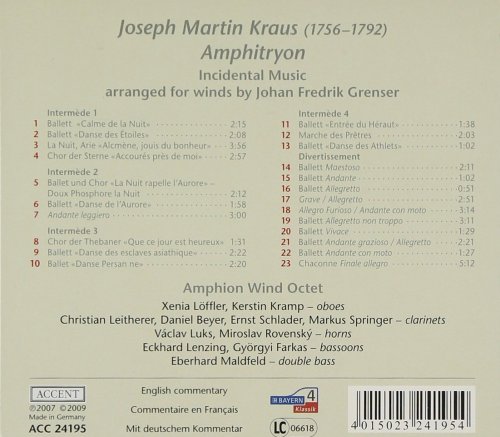 Joseph Martin Kraus (1756–1792)
Amphitryon
Incidental Music
arranged for winds by Johan Fredrik Grenser
Intermède 1
1 Ballett «Calme de la Nuit» 2:15
2 Ballett «Danse des Étoiles» 2:08
3 La Nuit, Arie «Alcmène, jouis du bonheur» 3:56
4 Chor der Sterne «Accourés près de moi» 2:57
Intermède 2
5 Ballet und Chor «La Nuit rapelle l'Aurore» –
Doux Phosphore la Nuit 2:12
6 Ballett «Danse de l'Aurore» 1:58
7 Andante leggiero 3:00
Intermède 3
8 Chor der Thebaner «Que ce jour est heureux» 1:31
9 Ballett «Danse des esclaves asiathique» 2:22
10 Ballet «Danse Persan ne» 2:20
Intermède 4
11 Ballett «Entrée du Héraut» 1:38
12 Marche des Prêtres 2:03
13 Ballett «Danse des Athlets» 1:02
Divertissement
14 Ballett Maestoso 2:11
15 Ballett Andante 2:21
16 Ballett Allegretto 0:51
17 Grave / Allegretto 2:51
18 Allegro Furioso / Andante con moto 3:14
19 Ballett Allegretto non troppo 3:11
20 Ballett Vivace 1:29
21 Ballett Andante grazioso / Allegretto 2:21
22 Ballett Andante con moto 1:27
23 Chaconne Finale allegro 5:12
Amphion Wind Octet
Xenia Löffler, Kerstin Kramp – oboes
Christian Leitherer, Daniel Beyer, Ernst Schlader, Markus Springer – clarinets
Václav Luks, Miroslav Rovenský – horns
Eckhard Lenzing, Györgyi Farkas – bassoons
Eberhard Maldfeld – double bass
ACCENT
℗2007 ©2009
Made in Germany
ACC 24195
English commentary
Commentaire en Français
Mit deutschem Kommentar
BAYERN 4
Klassik
LC 06618
4 015023 241954